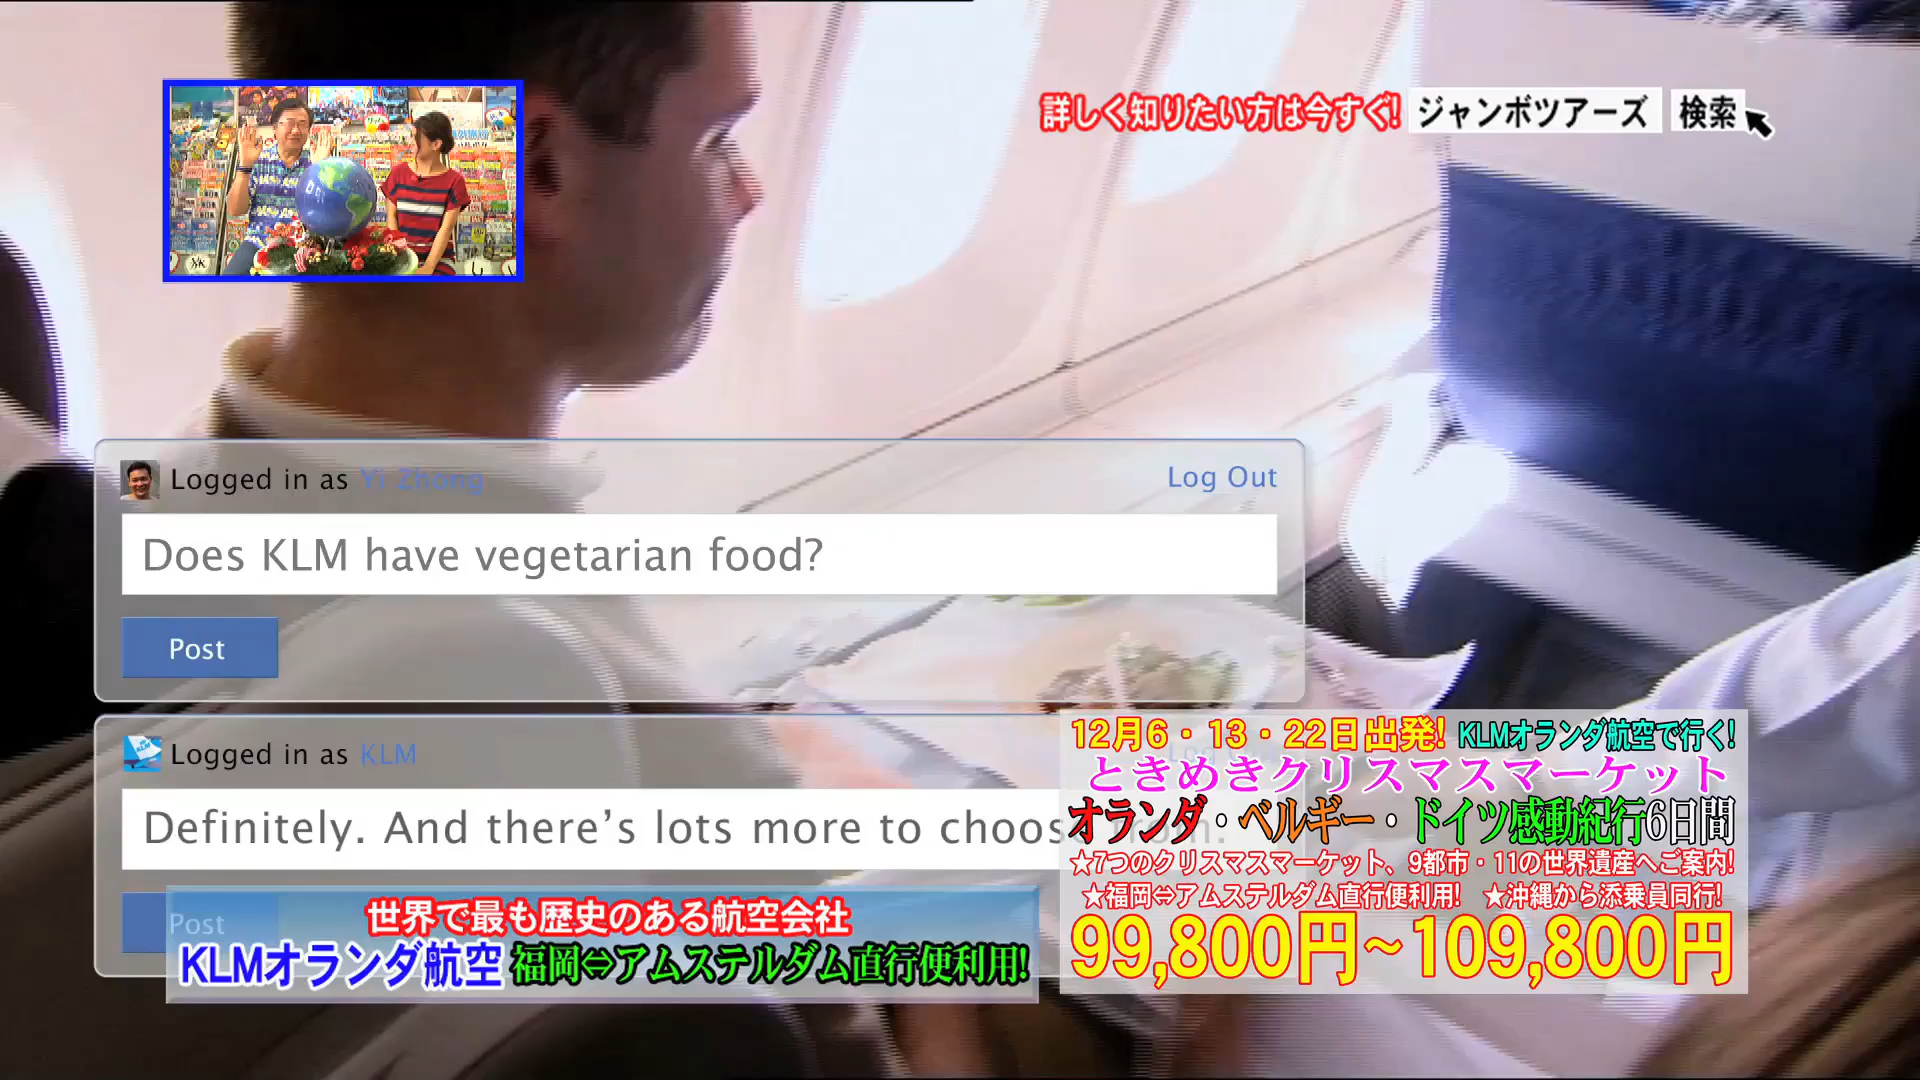 詳しく知りたい方は今すぐ! ジャンボツアーズ 検索
Logged in as Yi Zhong
Log Out
Does KLM have vegetarian food?
Post
Logged in as KLM
Definitely. And there's lots more to choose from.
Post
世界で最も歴史のある航空会社
KLMオランダ航空 福岡⇔アムステルダム直行便利用!
12月6・13・22日出発! KLMオランダ航空で行く!
ときめきクリスマスマーケット
オランダ・ベルギー・ドイツ感動紀行6日間
★7つのクリスマスマーケット、9都市・11の世界遺産へご案内!
★福岡⇔アムステルダム直行便利用! ★沖縄から添乗員同行!
99,800円~109,800円